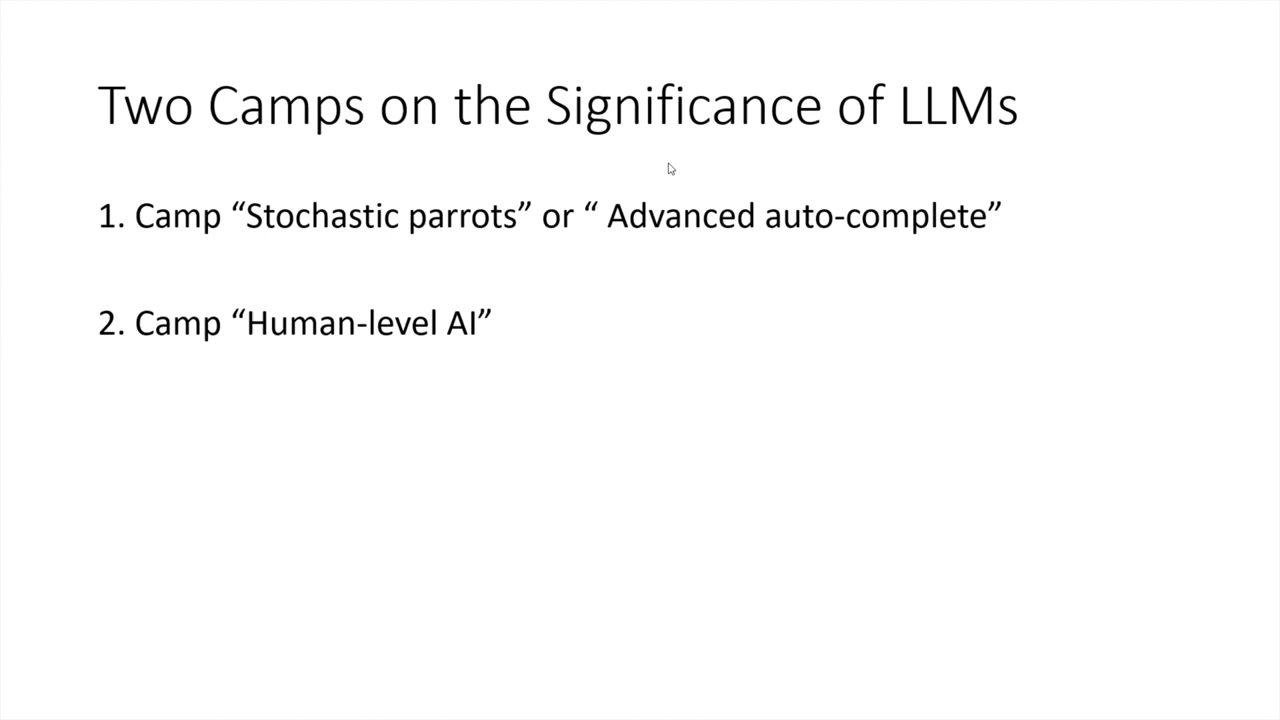 Two Camps on the Significance of LLMs
1. Camp “Stochastic parrots” or “ Advanced auto-complete”
2. Camp “Human-level AI”